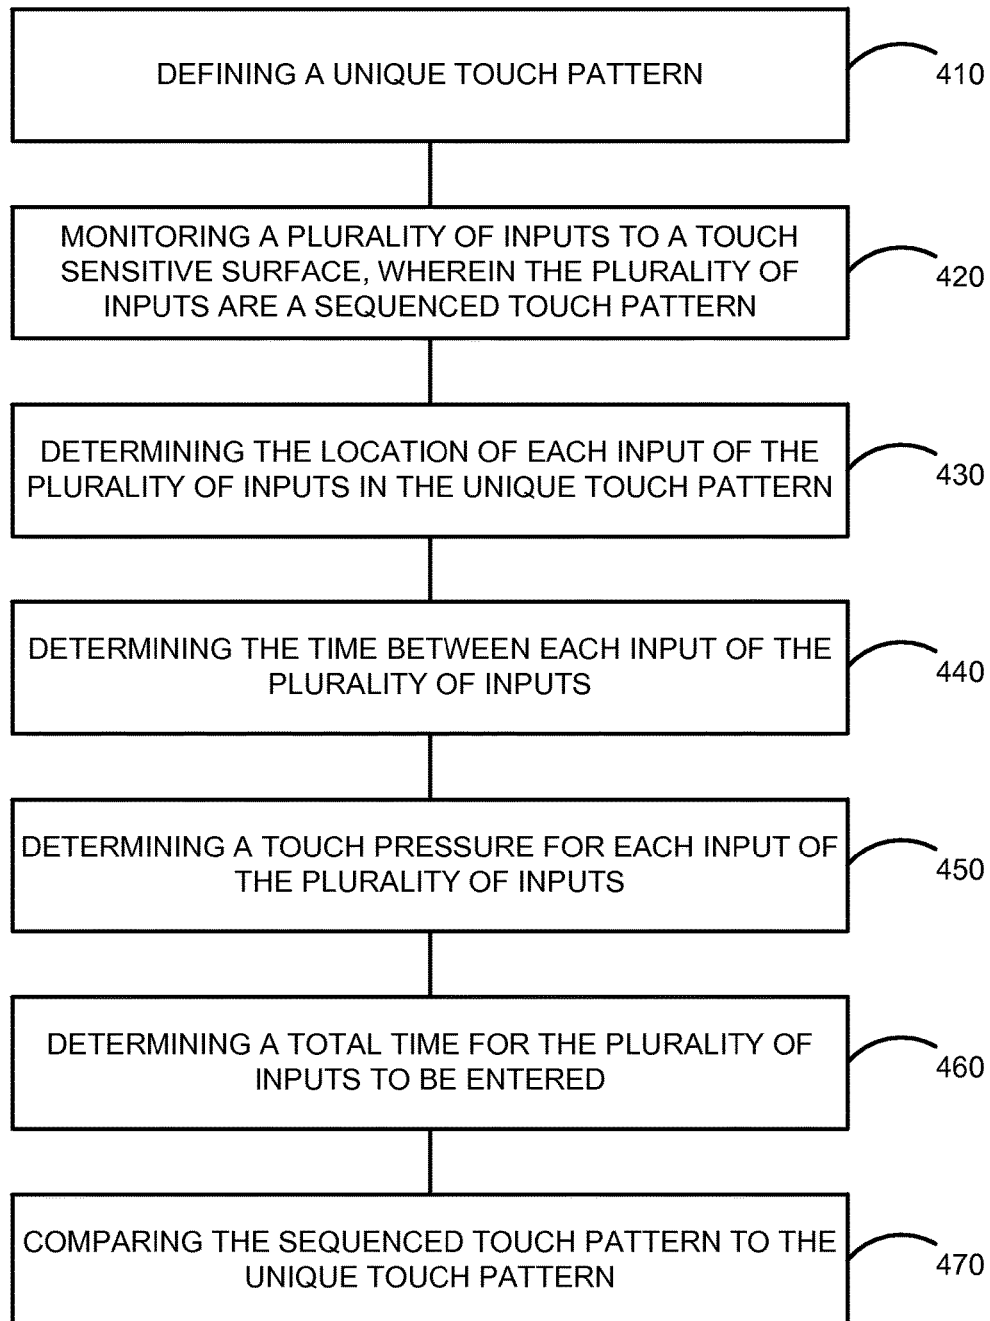 DEFINING A UNIQUE TOUCH PATTERN
410
MONITORING A PLURALITY OF INPUTS TO A TOUCH
SENSITIVE SURFACE, WHEREIN THE PLURALITY OF
INPUTS ARE A SEQUENCED TOUCH PATTERN
420
DETERMINING THE LOCATION OF EACH INPUT OF THE
PLURALITY OF INPUTS IN THE UNIQUE TOUCH PATTERN
430
DETERMINING THE TIME BETWEEN EACH INPUT OF THE
PLURALITY OF INPUTS
440
DETERMINING A TOUCH PRESSURE FOR EACH INPUT OF
THE PLURALITY OF INPUTS
450
DETERMINING A TOTAL TIME FOR THE PLURALITY OF
INPUTS TO BE ENTERED
460
COMPARING THE SEQUENCED TOUCH PATTERN TO THE
UNIQUE TOUCH PATTERN
470